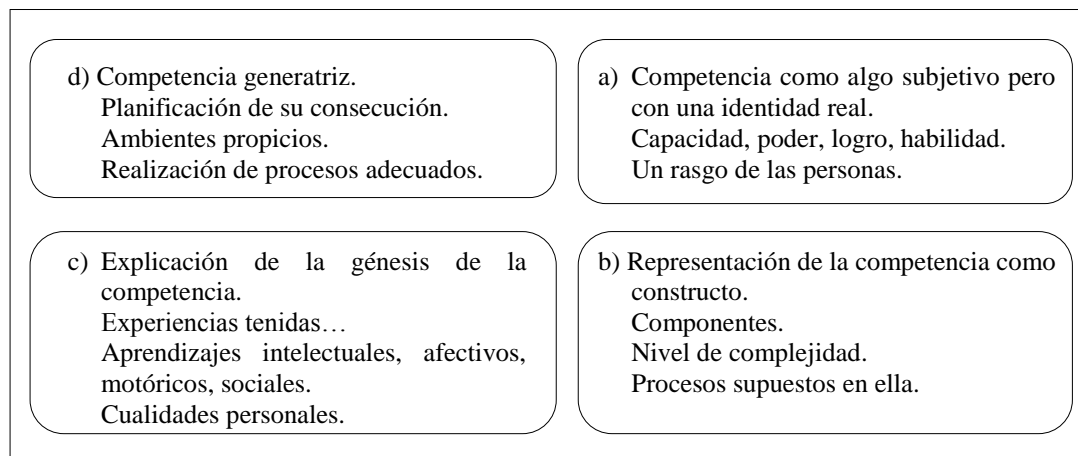 d) Competencia generatriz.
Planificación de su consecución.
Ambientes propicios.
Realización de procesos adecuados.
a) Competencia como algo subjetivo pero
con una identidad real.
Capacidad, poder, logro, habilidad.
Un rasgo de las personas.
c) Explicación de la génesis de la
competencia.
Experiencias tenidas…
Aprendizajes intelectuales, afectivos,
motóricos, sociales.
Cualidades personales.
b) Representación de la competencia como
constructo.
Componentes.
Nivel de complejidad.
Procesos supuestos en ella.